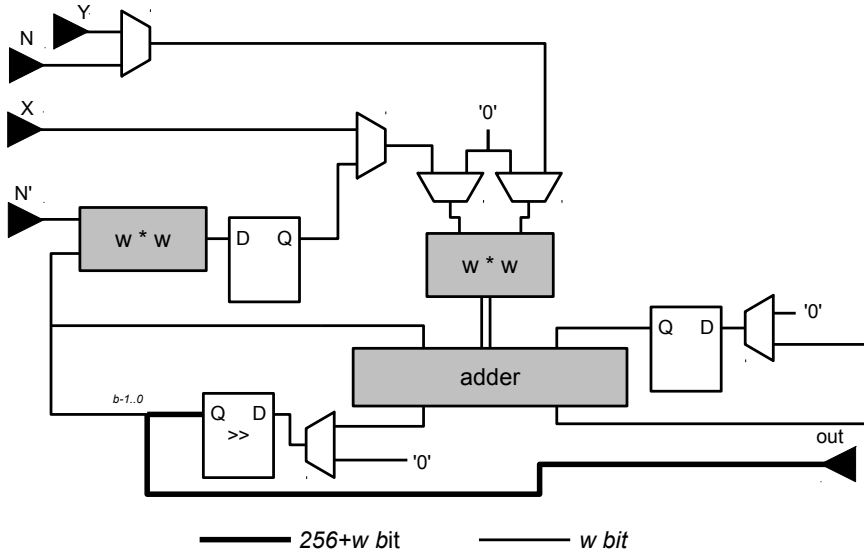 Y
N
X
'0'
N'
w * w
D Q
w * w
Q D
'0'
adder
b-1..0
Q D
>>
'0'
out
256+w bit
w bit